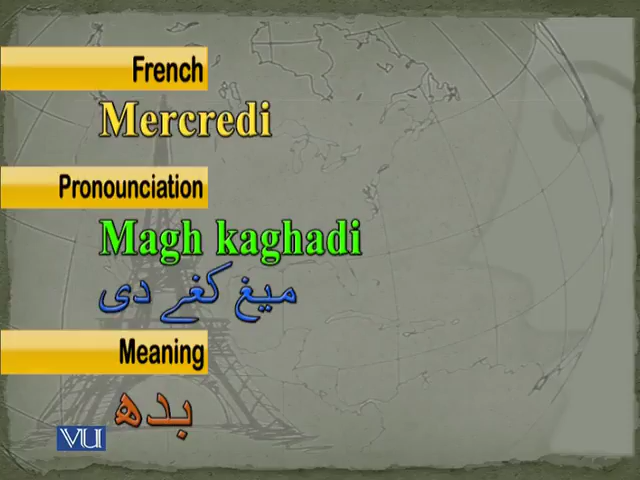 French
Mercredi
Pronounciation
Magh kaghadi
میغ کغے دی
Meaning
بدھ
VU